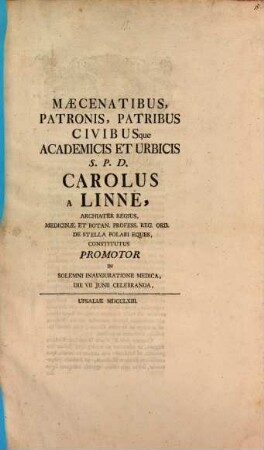 MÆCENATIBUS,
PATRONIS, PATRIBUS
CIVIBUSque
ACADEMICIS ET URBICIS
S. P. D.
CAROLUS
A LINNÉ,
ARCHIATER REGIUS,
MEDICINÆ ET BOTAN. PROFESS. REG. ORD.
DE STELLA POLARI EQUES,
CONSTITUTUS
PROMOTOR
IN
SOLEMNI INAUGURATIONE MEDICA,
DIE VII JUNII CELEBRANDA.
UPSALIÆ MDCCLXIII.